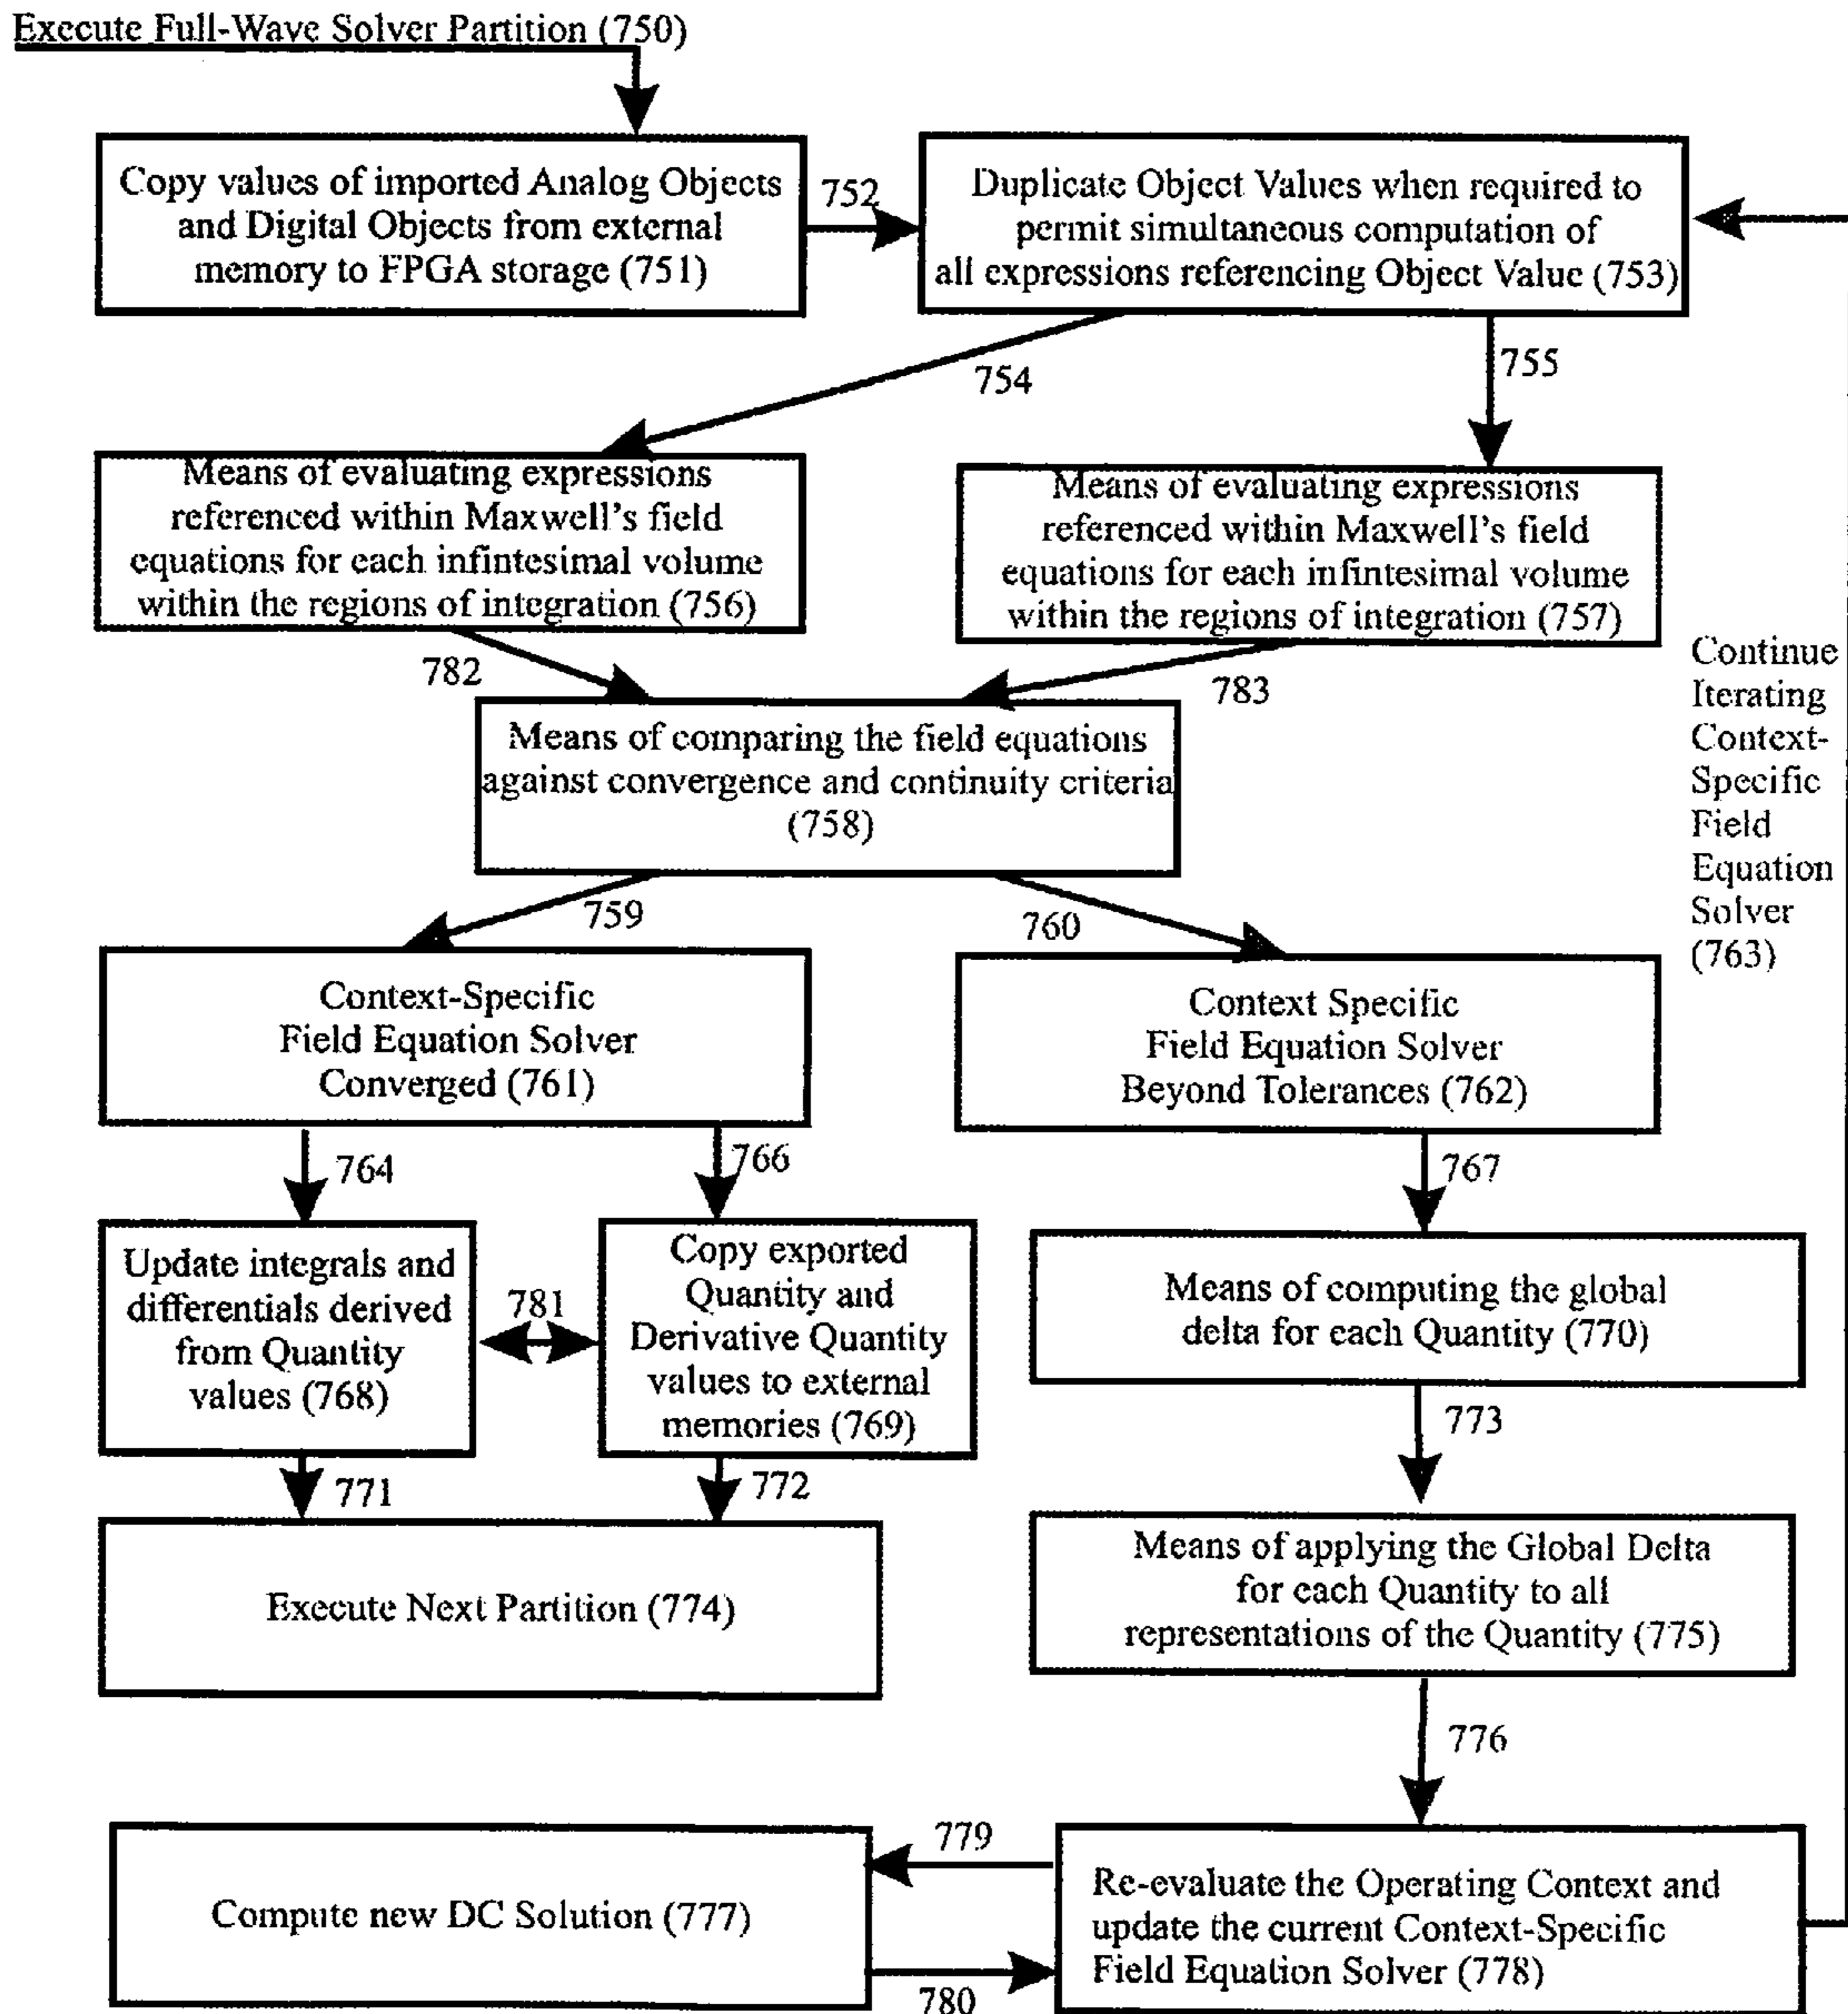 Execute Full-Wave Solver Partition (750)
Copy values of imported Analog Objects
and Digital Objects from external
memory to FPGA storage (751)
752
Duplicate Object Values when required to
permit simultaneous computation of
all expressions referencing Object Value (753)
754
755
Means of evaluating expressions
referenced within Maxwell's field
equations for each infintesimal volume
within the regions of integration (756)
Means of evaluating expressions
referenced within Maxwell's field
equations for each infintesimal volume
within the regions of integration (757)
782
783
Continue
Iterating
Context-
Specific
Field
Equation
Solver
(763)
Means of comparing the field equations
against convergence and continuity criteria
(758)
759
760
Context-Specific
Field Equation Solver
Converged (761)
Context Specific
Field Equation Solver
Beyond Tolerances (762)
764
766
767
Update integrals and
differentials derived
from Quantity
values (768)
781
Copy exported
Quantity and
Derivative Quantity
values to external
memories (769)
Means of computing the global
delta for each Quantity (770)
771
772
773
Execute Next Partition (774)
Means of applying the Global Delta
for each Quantity to all
representations of the Quantity (775)
776
Compute new DC Solution (777)
779
780
Re-evaluate the Operating Context and
update the current Context-Specific
Field Equation Solver (778)